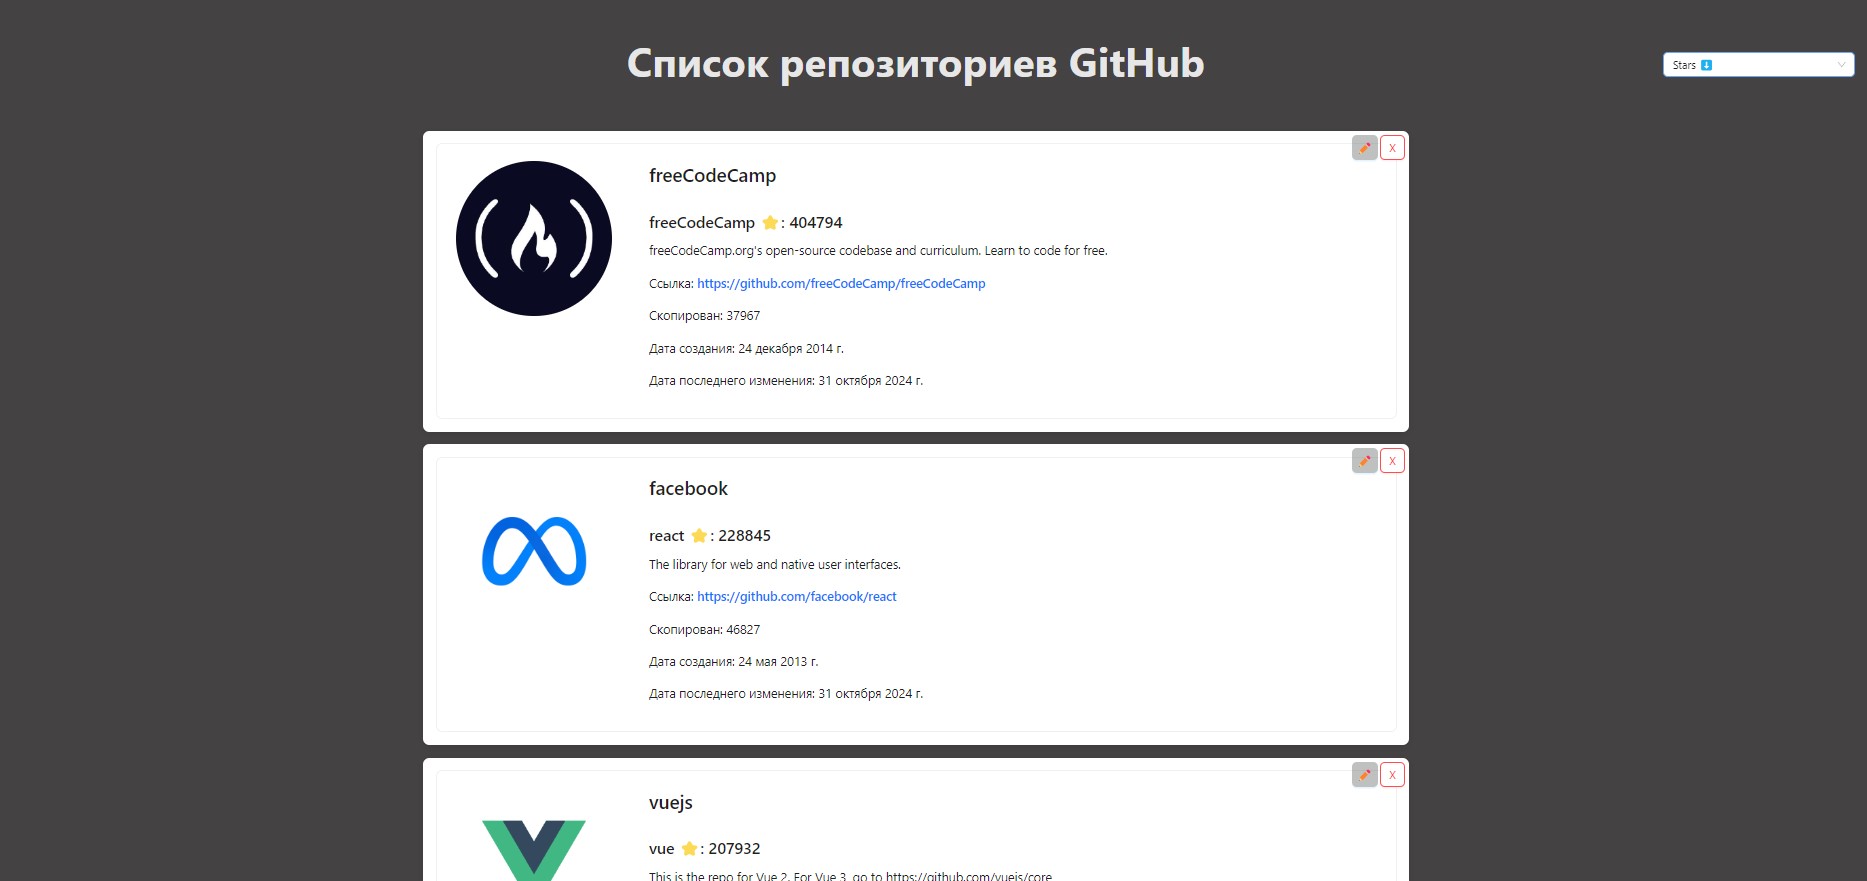 Список репозиториев GitHub
Stars ⬇️
X
freeCodeCamp
freeCodeCamp ⭐: 404794
freeCodeCamp.org's open-source codebase and curriculum. Learn to code for free.
Ссылка: https://github.com/freeCodeCamp/freeCodeCamp
Скопирован: 37967
Дата создания: 24 декабря 2014 г.
Дата последнего изменения: 31 октября 2024 г.
X
facebook
react ⭐: 228845
The library for web and native user interfaces.
Ссылка: https://github.com/facebook/react
Скопирован: 46827
Дата создания: 24 мая 2013 г.
Дата последнего изменения: 31 октября 2024 г.
X
vuejs
vue ⭐: 207932
This is the repo for Vue 2. For Vue 3, go to https://github.com/vuejs/core